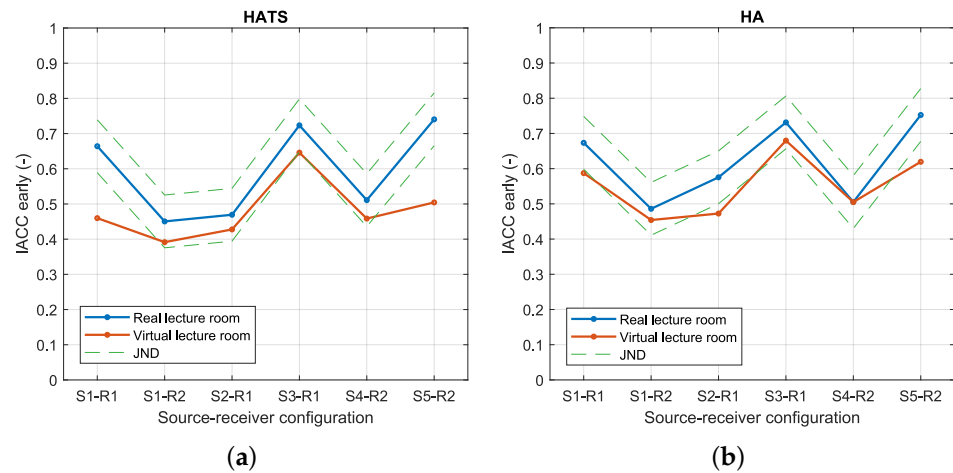 HATS
1
0.9
0.8
0.7
0.6
0.5
0.4
0.3
0.2
0.1
0
IACC early (-)
Real lecture room
Virtual lecture room
JND
S1-R1 S1-R2 S2-R1 S3-R1 S4-R2 S5-R2
Source-receiver configuration
(a)
HA
1
0.9
0.8
0.7
0.6
0.5
0.4
0.3
0.2
0.1
0
IACC early (-)
Real lecture room
Virtual lecture room
JND
S1-R1 S1-R2 S2-R1 S3-R1 S4-R2 S5-R2
Source-receiver configuration
(b)